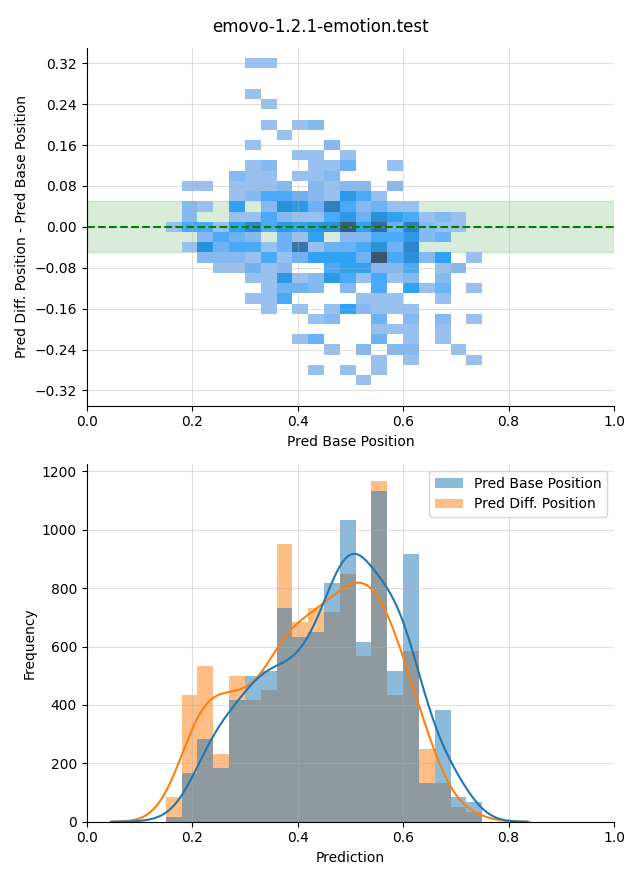 emovo-1.2.1-emotion.test
0.32
0.24
0.16
0.08
0.00
−0.08
−0.16
−0.24
−0.32
Pred Diff. Position - Pred Base Position
0.0 0.2 0.4 0.6 0.8 1.0
Pred Base Position
1200
1000
800
600
400
200
0
Frequency
Pred Base Position
Pred Diff. Position
0.0 0.2 0.4 0.6 0.8 1.0
Prediction